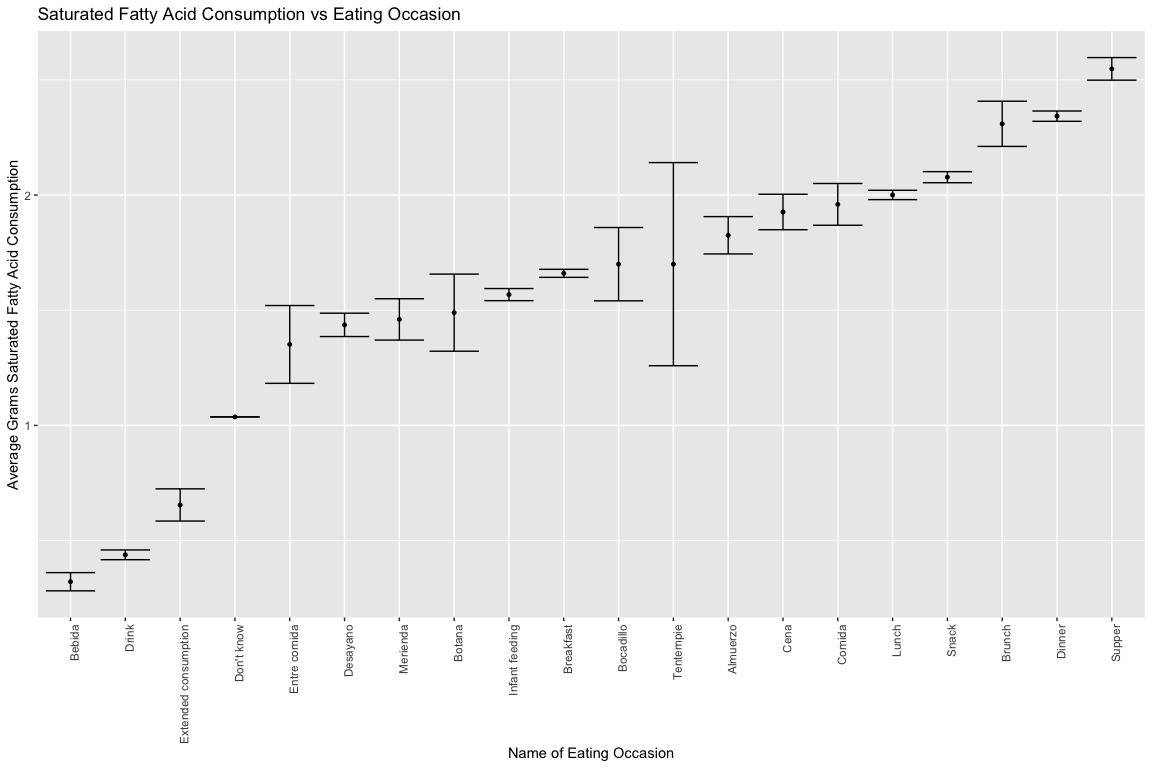 Saturated Fatty Acid Consumption vs Eating Occasion
Average Grams Saturated Fatty Acid Consumption
2
1
Bebida
Drink
Extended consumption
Don't know
Entre comida
Desayano
Merienda
Botana
Infant feeding
Breakfast
Bocadillo
Tentempie
Almuerzo
Cena
Comida
Lunch
Snack
Brunch
Dinner
Supper
Name of Eating Occasion